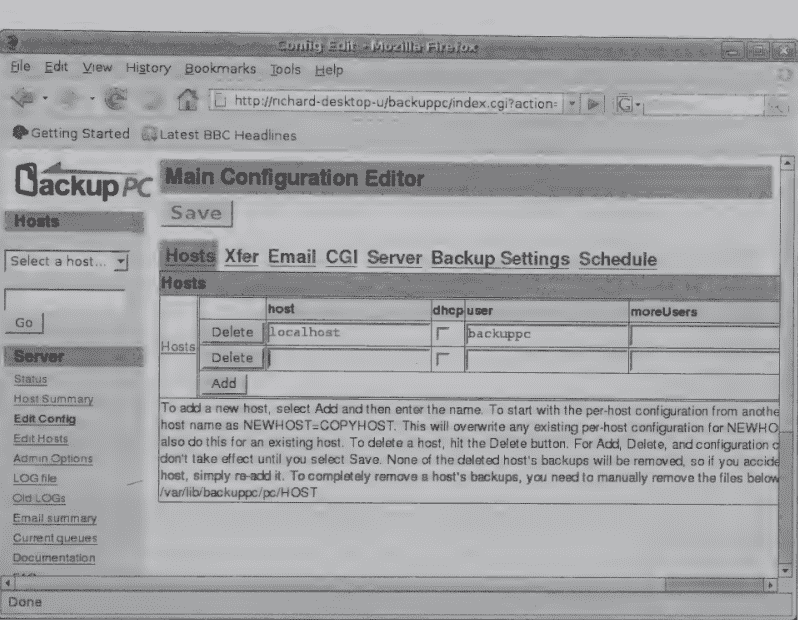 Config Edit - Mozilla Firefox
File Edit View History Bookmarks Tools Help
http://richard-desktop-u/backuppc/index.cgi?action=
G
Getting Started Latest BBC Headlines
BackupPC
Main Configuration Editor
Hosts
Save
Select a host...
Hosts Xfer Email CGI Server Backup Settings Schedule
Hosts
host dhcp user moreUsers
Go
Hosts
Delete localhost backuppc
Delete
Add
Server
Status
Host Summary
Edit Config
Edit Hosts
Admin Options
LOG file
Old LOGs
Email summary
Current queues
Documentation
To add a new host, select Add and then enter the name. To start with the per-host configuration from anothe
host name as NEWHOST=COPYHOST. This will overwrite any existing per-host configuration for NEWHO
also do this for an existing host. To delete a host, hit the Delete button. For Add, Delete, and configuration c
don't take effect until you select Save. None of the deleted host's backups will be removed, so if you accide
host, simply re-add it. To completely remove a host's backups, you need to manually remove the files below
/var/lib/backuppc/pc/HOST
Done